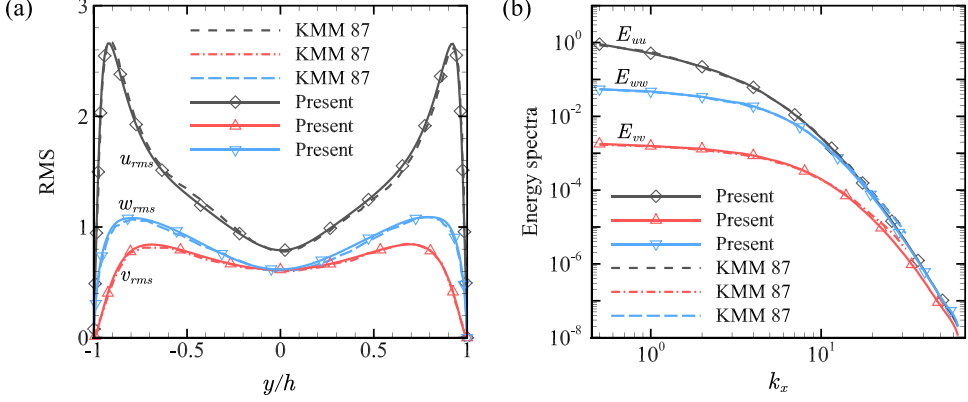 (a)
RMS
3
2
1
0
-1
-0.5
0
0.5
1
y/h
KMM 87
KMM 87
KMM 87
Present
Present
Present
u_rms
w_rms
v_rms
(b)
Energy spectra
10^0
10^-2
10^-4
10^-6
10^-8
10^0
10^1
k_x
E_uu
E_ww
E_vv
Present
Present
Present
KMM 87
KMM 87
KMM 87